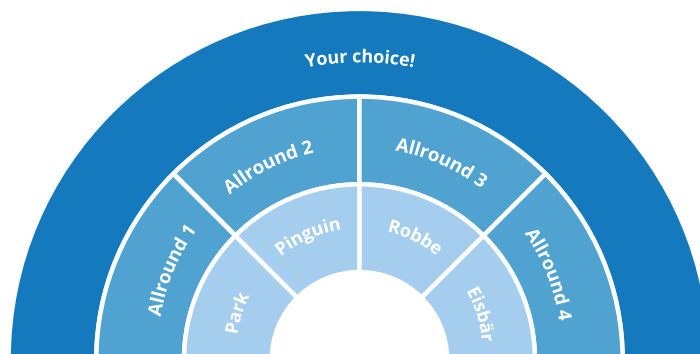 Your choice!
Allround 1
Allround 2
Allround 3
Allround 4
Park
Pinguin
Robbe
Eisbär